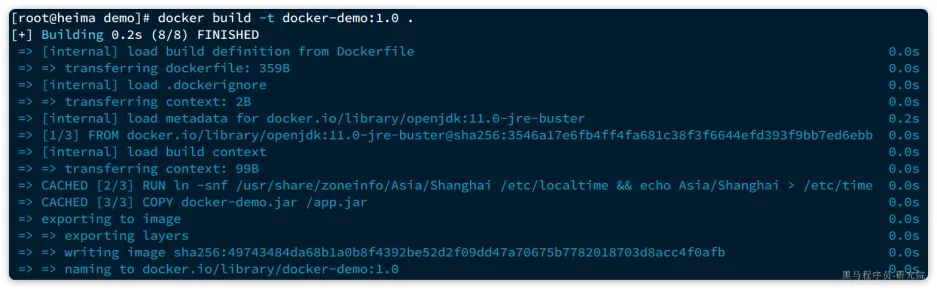 [root@heima demo]# docker build -t docker-demo:1.0 .
[+] Building 0.2s (8/8) FINISHED
=> [internal] load build definition from Dockerfile 0.0s
=> => transferring dockerfile: 359B 0.0s
=> [internal] load .dockerignore 0.0s
=> => transferring context: 2B 0.0s
=> [internal] load metadata for docker.io/library/openjdk:11.0-jre-buster 0.2s
=> [1/3] FROM docker.io/library/openjdk:11.0-jre-buster@sha256:3546a17e6fb4ff4fa681c38f3f6644efd393f9bb7ed6ebb 0.0s
=> [internal] load build context 0.0s
=> => transferring context: 99B 0.0s
=> CACHED [2/3] RUN ln -snf /usr/share/zoneinfo/Asia/Shanghai /etc/localtime && echo Asia/Shanghai > /etc/time 0.0s
=> CACHED [3/3] COPY docker-demo.jar /app.jar 0.0s
=> exporting to image 0.0s
=> => exporting layers 0.0s
=> => writing image sha256:49743484da68b1a0b8f4392be52d2f09dd47a70675b7782018703d8acc4f0afb 0.0s
=> => naming to docker.io/library/docker-demo:1.0 0.0s
黑马程序员-研究院